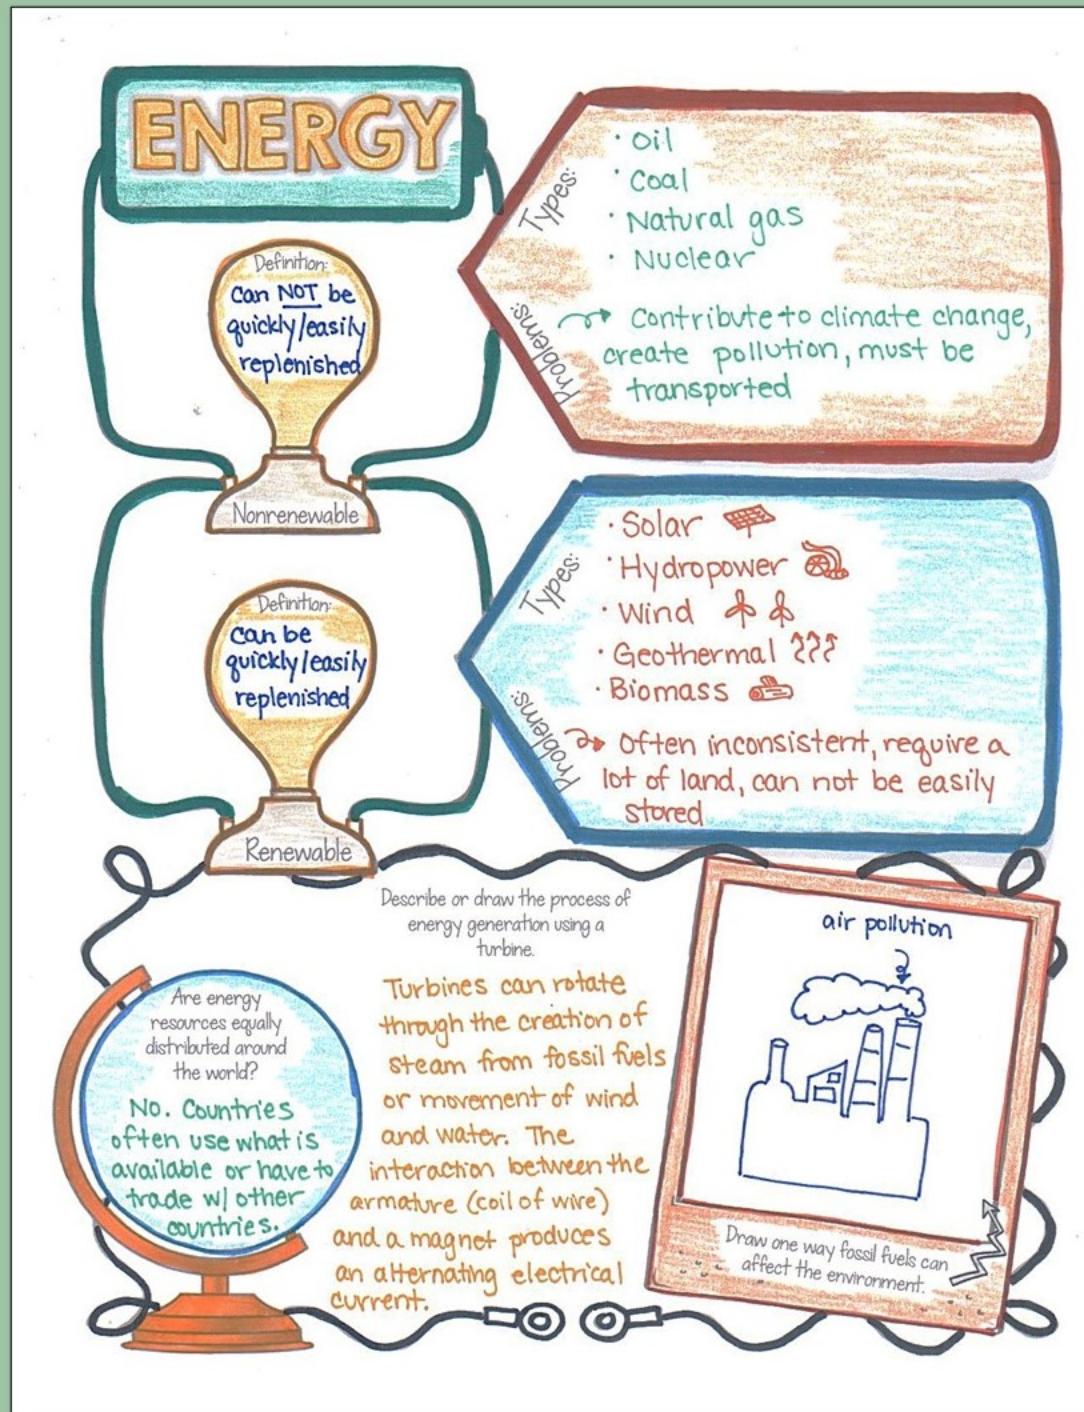 ENERGY
Definition:
Can NOT be
quickly/easily
replenished
Nonrenewable
Types:
· Oil
· Coal
· Natural gas
· Nuclear
Problems:
Contribute to climate change,
create pollution, must be
transported
Definition:
Can be
quickly/easily
replenished
Renewable
Types:
· Solar
· Hydropower
· Wind
· Geothermal
· Biomass
Problems:
Often inconsistent, require a
lot of land, can not be easily
stored
Are energy
resources equally
distributed around
the world?
No. Countries
often use what is
available or have to
trade w/ other
countries.
Describe or draw the process of
energy generation using a
turbine.
Turbines can rotate
through the creation of
steam from fossil fuels
or movement of wind
and water. The
interaction between the
armature (coil of wire)
and a magnet produces
an alternating electrical
current.
air pollution
Draw one way fossil fuels can
affect the environment.